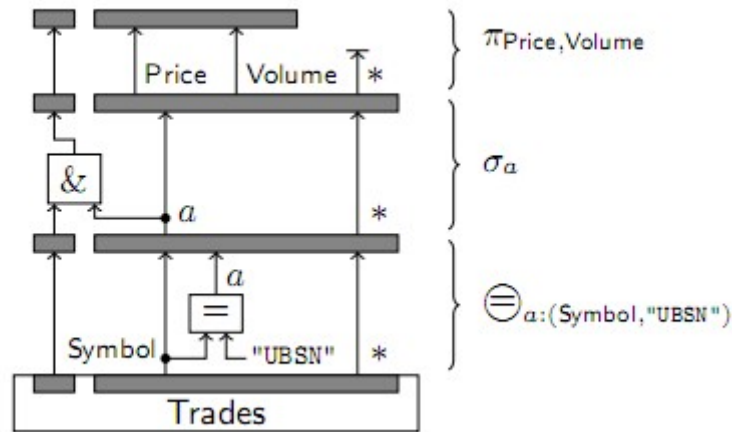 πPrice,Volume
Price Volume *
&
σa
a *
a
=
=a:(Symbol,"UBSN")
Symbol "UBSN" *
Trades